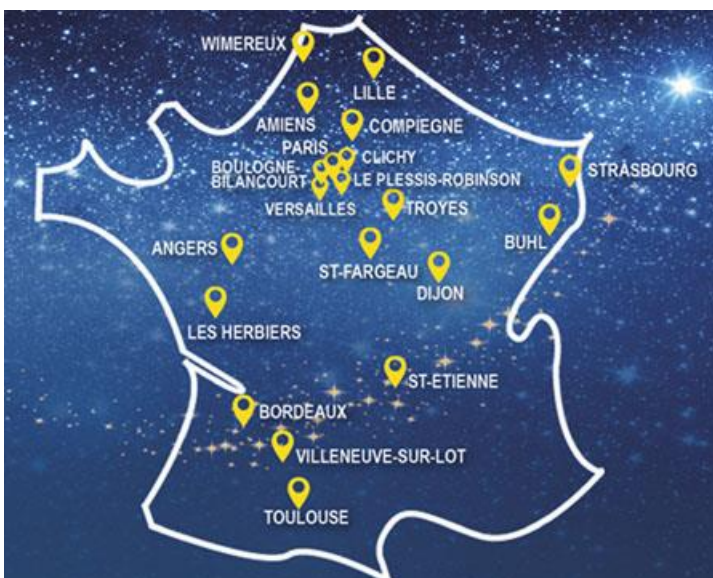 WIMEREUX
LILLE
AMIENS
COMPIEGNE
PARIS
CLICHY
BOULOGNE-
BILANCOURT
STRASBOURG
LE PLESSIS-ROBINSON
VERSAILLES
TROYES
BUHL
ANGERS
ST-FARGEAU
DIJON
LES HERBIERS
ST-ETIENNE
BORDEAUX
VILLENEUVE-SUR-LOT
TOULOUSE